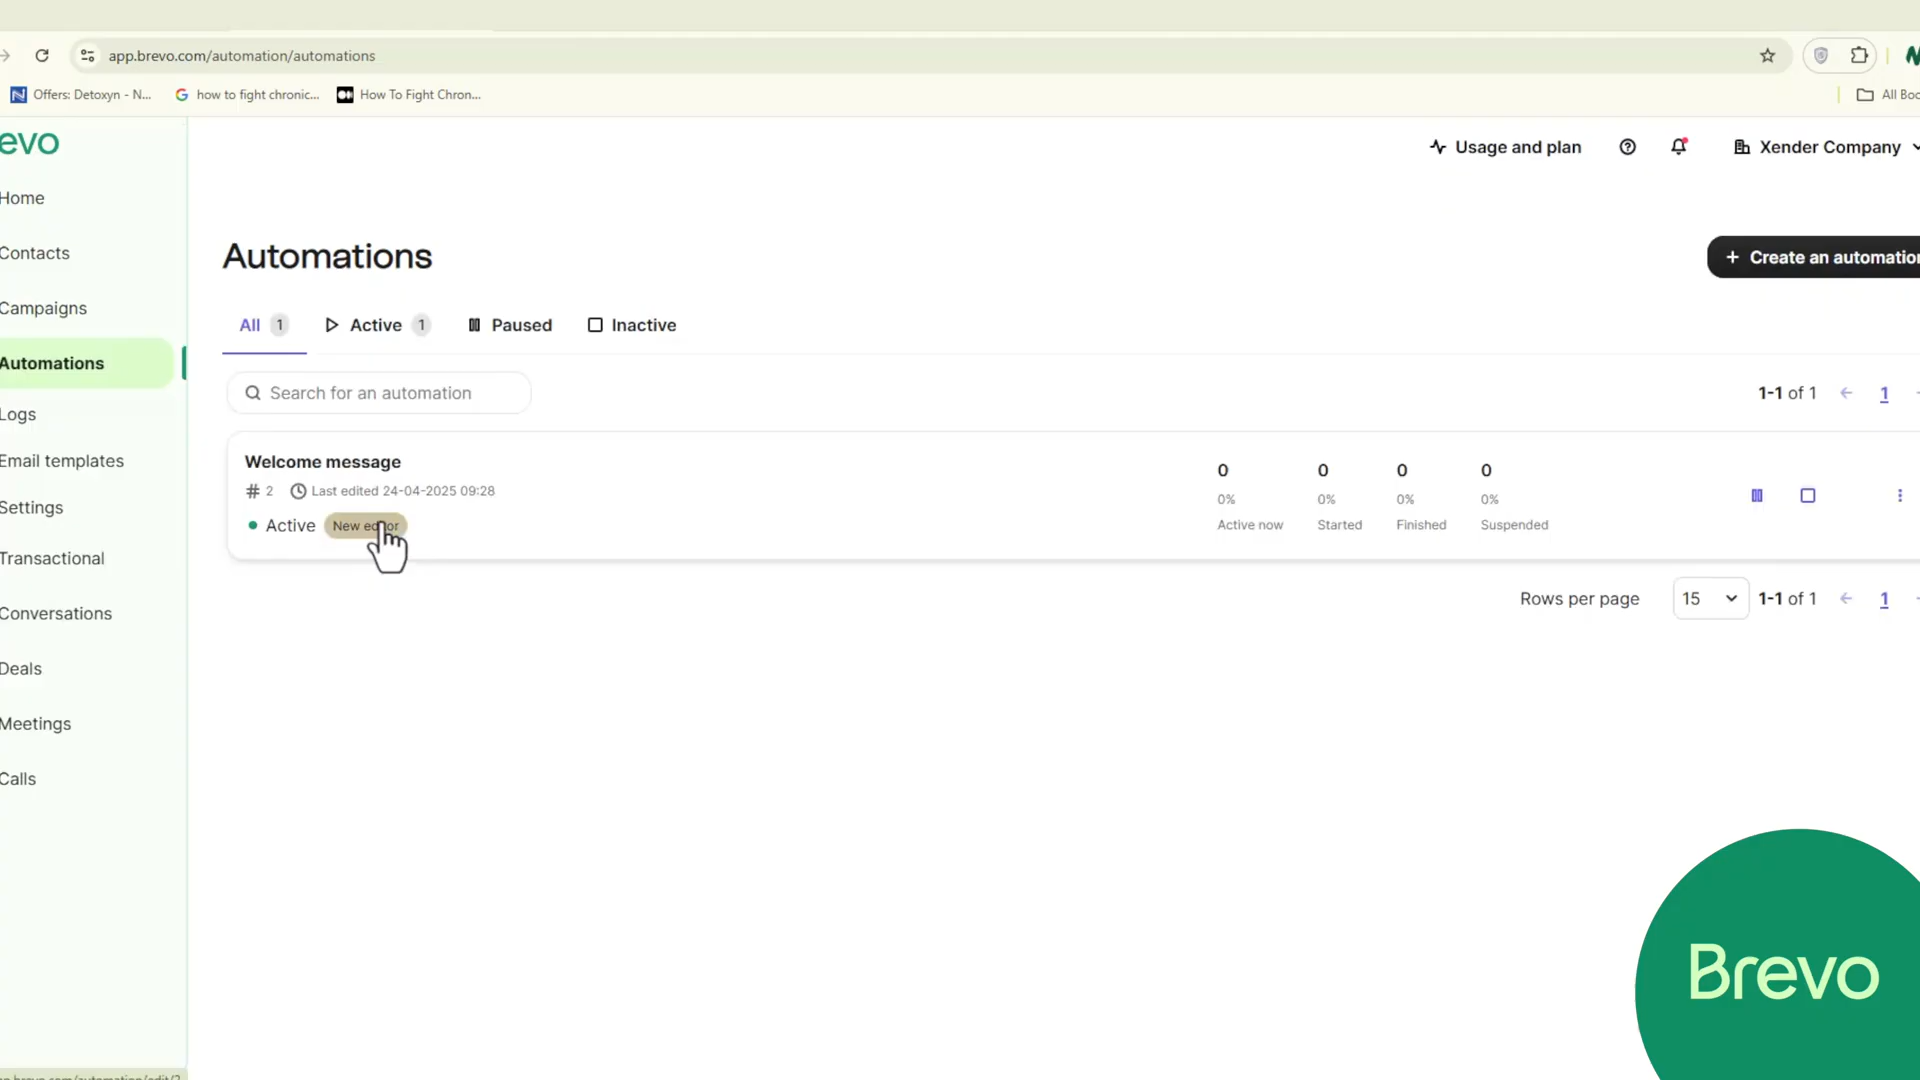 app.brevo.com/automation/automations
Offers: Detoxyn - N...
how to fight chronic...
How To Fight Chron...
All Boo
evo
Usage and plan
Xender Company
Home
Contacts
Campaigns
Automations
Logs
Email templates
Settings
Transactional
Conversations
Deals
Meetings
Calls
Automations
+ Create an automation
All 1
Active 1
Paused
Inactive
Search for an automation
1-1 of 1
1
Welcome message
# 2 Last edited 24-04-2025 09:28
Active New editor
0 0 0 0
0% 0% 0% 0%
Active now Started Finished Suspended
Rows per page 15 1-1 of 1 1
Brevo